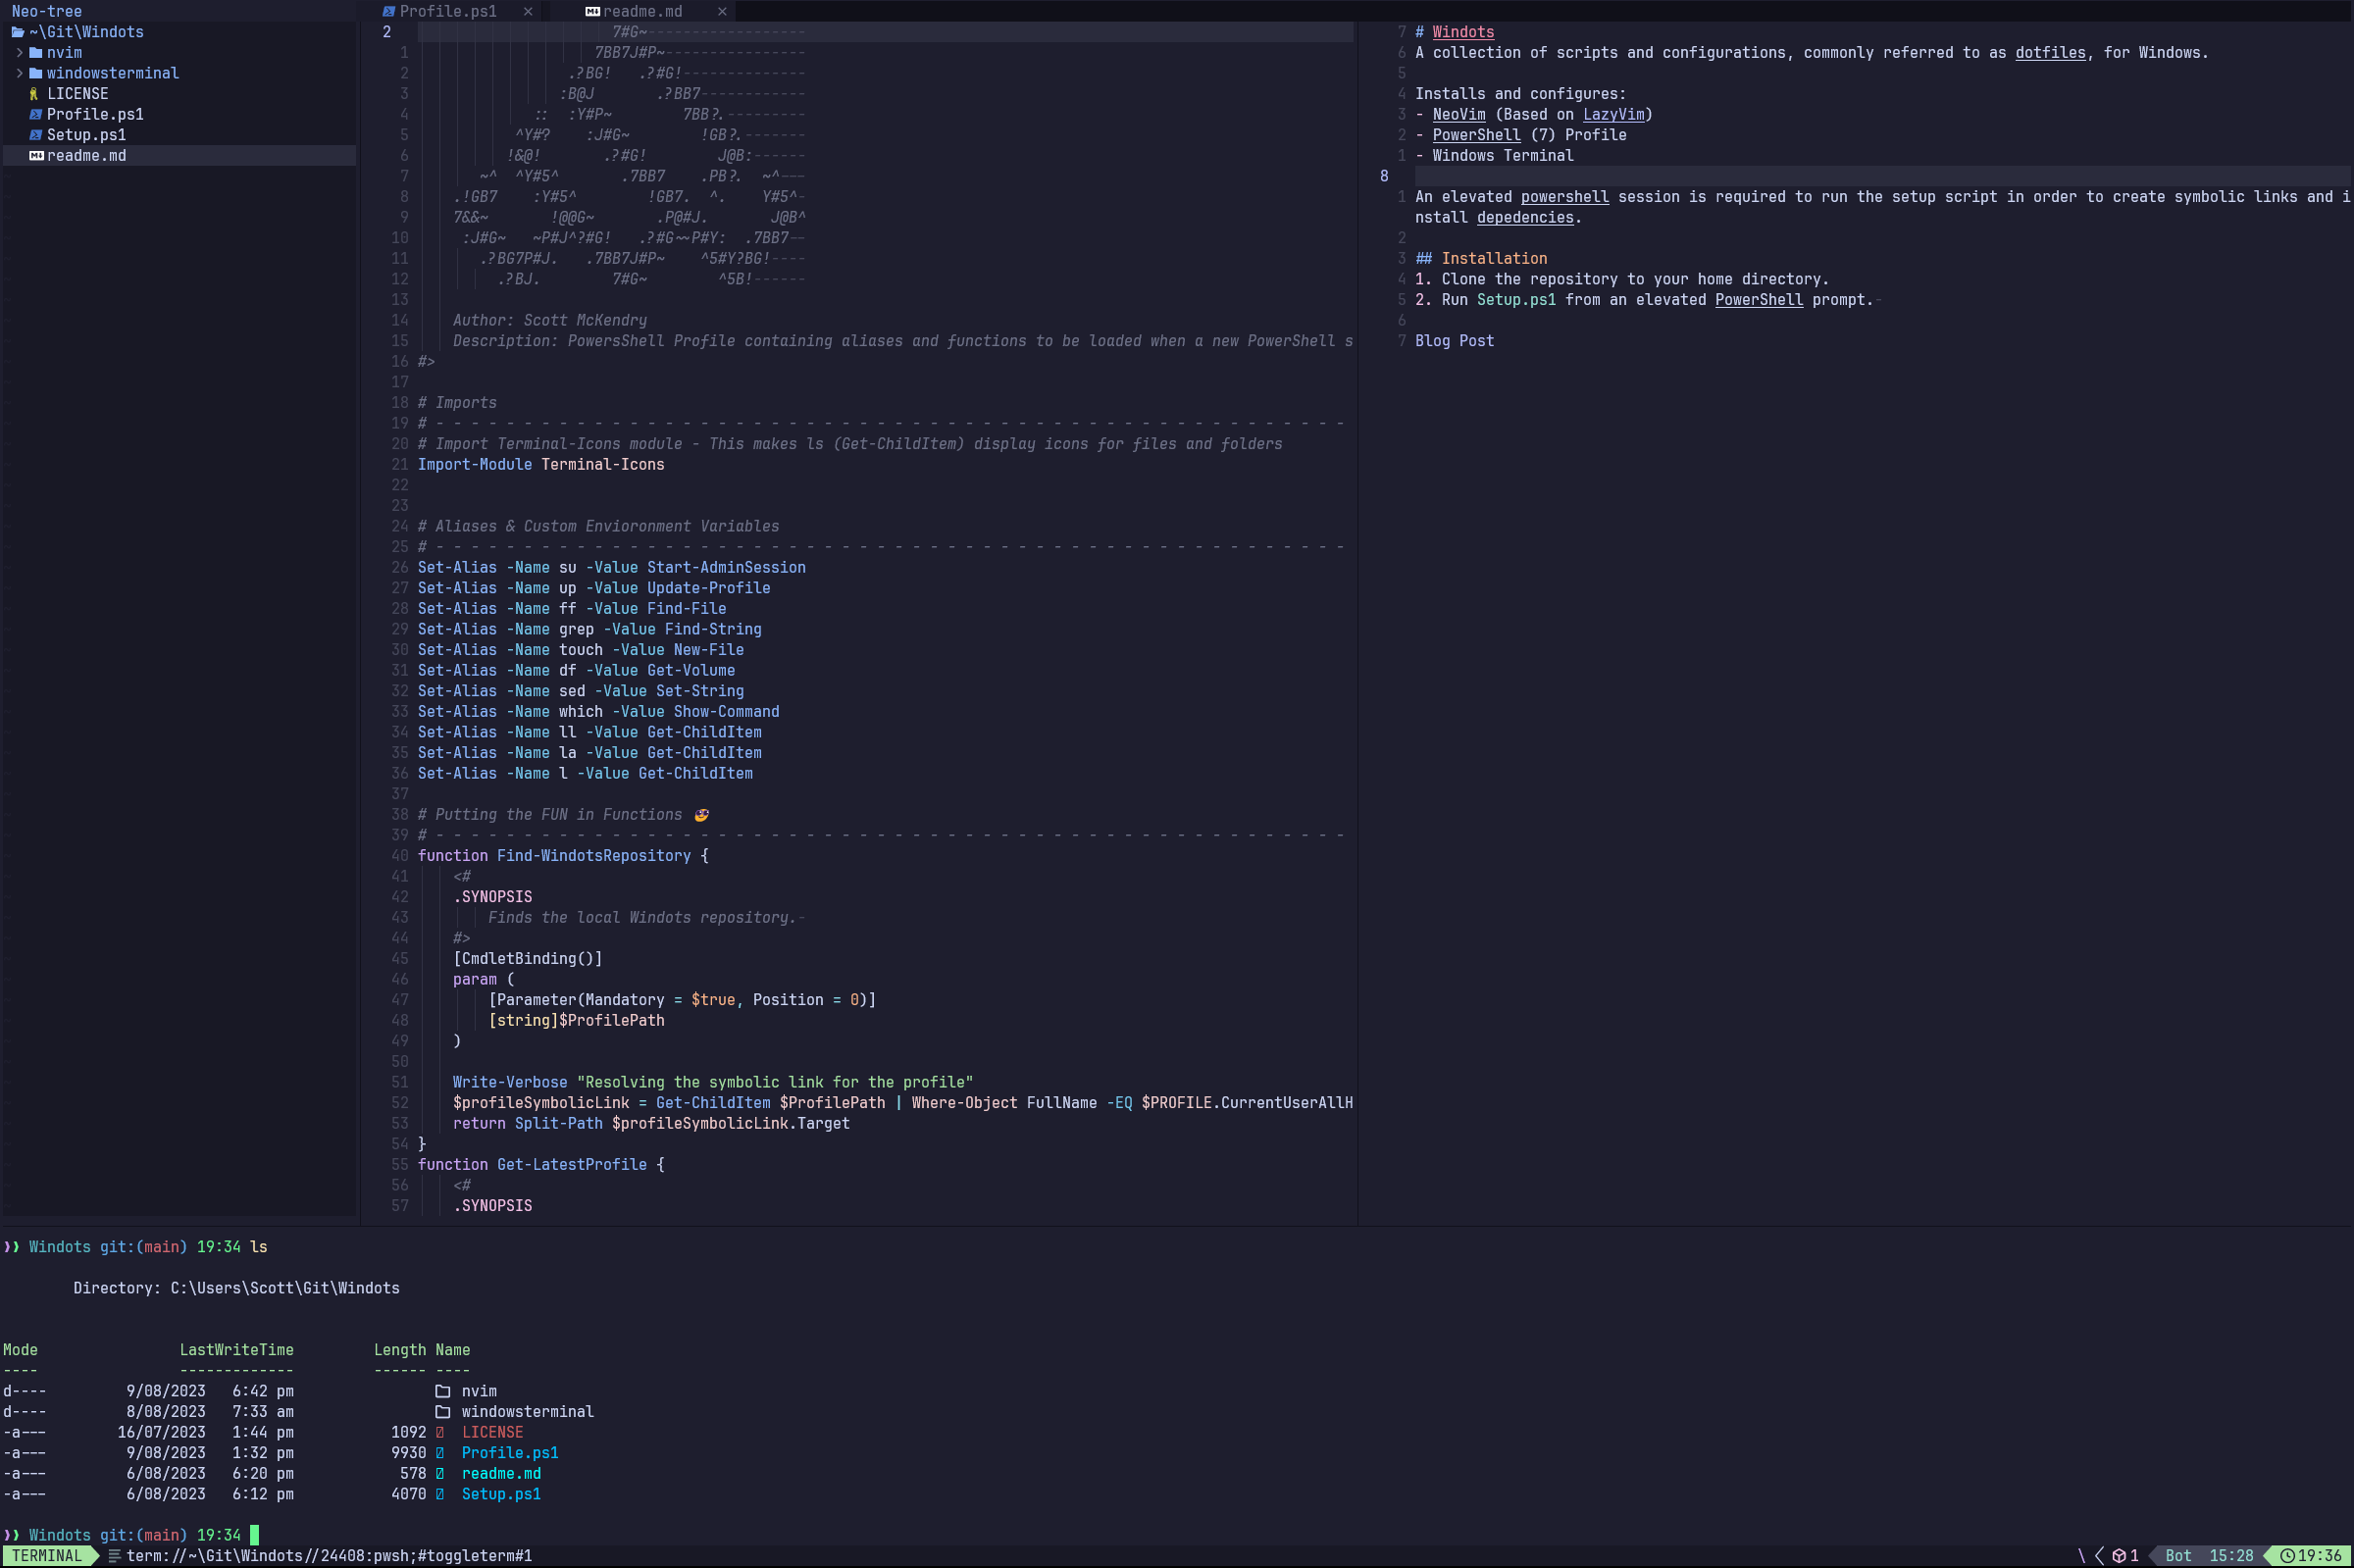 Neo-tree
~\Git\Windots
nvim
windowsterminal
LICENSE
Profile.ps1
Setup.ps1
readme.md
Profile.ps1 ×
readme.md ×
2 7#G~------------------
1 7BB7J#P~----------------
2 .?BG! .?#G!--------------
3 :B@J .?BB7------------
4 :: :Y#P~ 7BB?.---------
5 ^Y#? :J#G~ !GB?.-------
6 !&@! .?#G! J@B:------
7 ~^ ^Y#5^ .7BB7 .PB?. ~^---
8 .!GB7 :Y#5^ !GB7. ^. Y#5^-
9 7&&~ !@@G~ .P@#J. J@B^
10 :J#G~ ~P#J^?#G! .?#G~~P#Y: .7BB7--
11 .?BG7P#J. .7BB7J#P~ ^5#Y?BG!----
12 .?BJ. 7#G~ ^5B!------
13
14 Author: Scott McKendry
15 Description: PowersShell Profile containing aliases and functions to be loaded when a new PowerShell s
16 #>
17
18 # Imports
19 # - - - - - - - - - - - - - - - - - - - - - - - - - - - - - - - - - - - - - - - - - - - - - - - - - - - -
20 # Import Terminal-Icons module - This makes ls (Get-ChildItem) display icons for files and folders
21 Import-Module Terminal-Icons
22
23
24 # Aliases & Custom Envioronment Variables
25 # - - - - - - - - - - - - - - - - - - - - - - - - - - - - - - - - - - - - - - - - - - - - - - - - - - - -
26 Set-Alias -Name su -Value Start-AdminSession
27 Set-Alias -Name up -Value Update-Profile
28 Set-Alias -Name ff -Value Find-File
29 Set-Alias -Name grep -Value Find-String
30 Set-Alias -Name touch -Value New-File
31 Set-Alias -Name df -Value Get-Volume
32 Set-Alias -Name sed -Value Set-String
33 Set-Alias -Name which -Value Show-Command
34 Set-Alias -Name ll -Value Get-ChildItem
35 Set-Alias -Name la -Value Get-ChildItem
36 Set-Alias -Name l -Value Get-ChildItem
37
38 # Putting the FUN in Functions 🤣
39 # - - - - - - - - - - - - - - - - - - - - - - - - - - - - - - - - - - - - - - - - - - - - - - - - - - - -
40 function Find-WindotsRepository {
41 <#
42 .SYNOPSIS
43 Finds the local Windots repository.-
44 #>
45 [CmdletBinding()]
46 param (
47 [Parameter(Mandatory = $true, Position = 0)]
48 [string]$ProfilePath
49 )
50
51 Write-Verbose "Resolving the symbolic link for the profile"
52 $profileSymbolicLink = Get-ChildItem $ProfilePath | Where-Object FullName -EQ $PROFILE.CurrentUserAllH
53 return Split-Path $profileSymbolicLink.Target
54 }
55 function Get-LatestProfile {
56 <#
57 .SYNOPSIS
7 # Windots
6 A collection of scripts and configurations, commonly referred to as dotfiles, for Windows.
5
4 Installs and configures:
3 - NeoVim (Based on LazyVim)
2 - PowerShell (7) Profile
1 - Windows Terminal
8
1 An elevated powershell session is required to run the setup script in order to create symbolic links and i
nstall depedencies.
2
3 ## Installation
4 1. Clone the repository to your home directory.
5 2. Run Setup.ps1 from an elevated PowerShell prompt.-
6
7 Blog Post
❫❫ Windots git:(main) 19:34 ls
Directory: C:\Users\Scott\Git\Windots
Mode LastWriteTime Length Name
---- ------------- ------ ----
d---- 9/08/2023 6:42 pm nvim
d---- 8/08/2023 7:33 am windowsterminal
-a--- 16/07/2023 1:44 pm 1092 LICENSE
-a--- 9/08/2023 1:32 pm 9930 Profile.ps1
-a--- 6/08/2023 6:20 pm 578 readme.md
-a--- 6/08/2023 6:12 pm 4070 Setup.ps1
❫❫ Windots git:(main) 19:34
TERMINAL term://~\Git\Windots//24408:pwsh;#toggleterm#1 \ 1 Bot 15:28 19:36